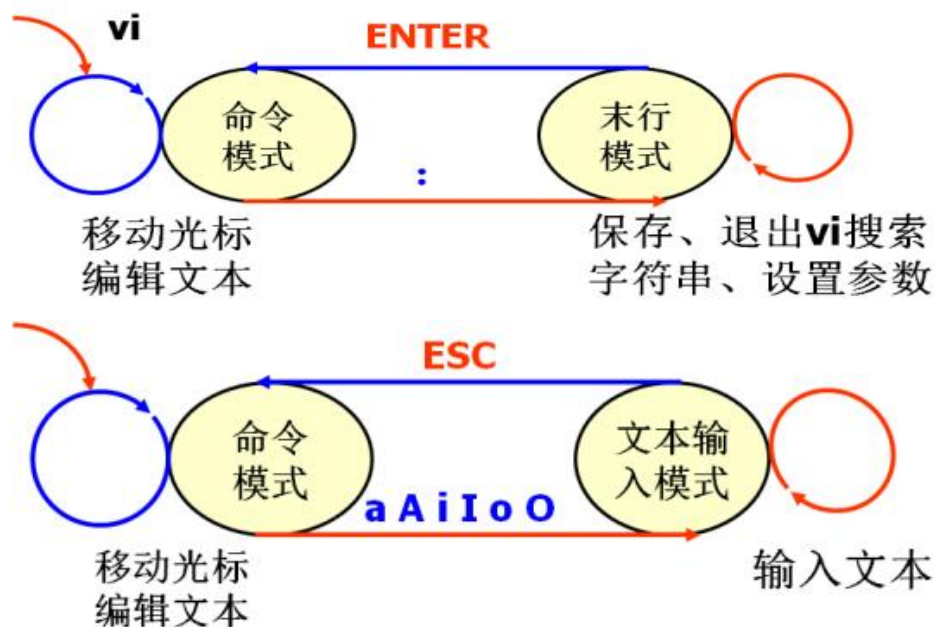 vi
ENTER
命令
模式
末行
模式
:
移动光标
编辑文本
保存、退出vi搜索
字符串、设置参数
ESC
命令
模式
文本输
入模式
a A i I o O
移动光标
编辑文本
输入文本